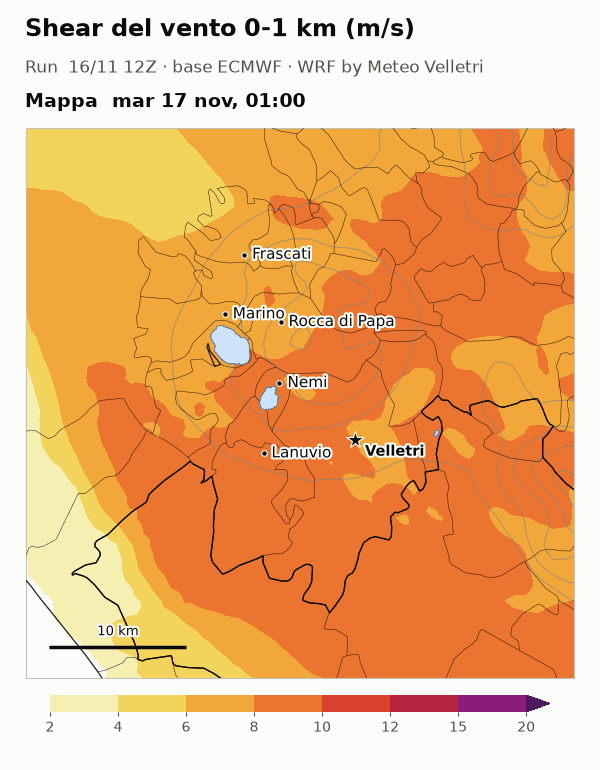 Shear del vento 0-1 km (m/s)
Run  16/11 12Z · base ECMWF · WRF by Meteo Velletri
Mappa  mar 17 nov, 01:00
Frascati
Marino
Rocca di Papa
Nemi
Velletri
Lanuvio
10 km
2 4 6 8 10 12 15 20